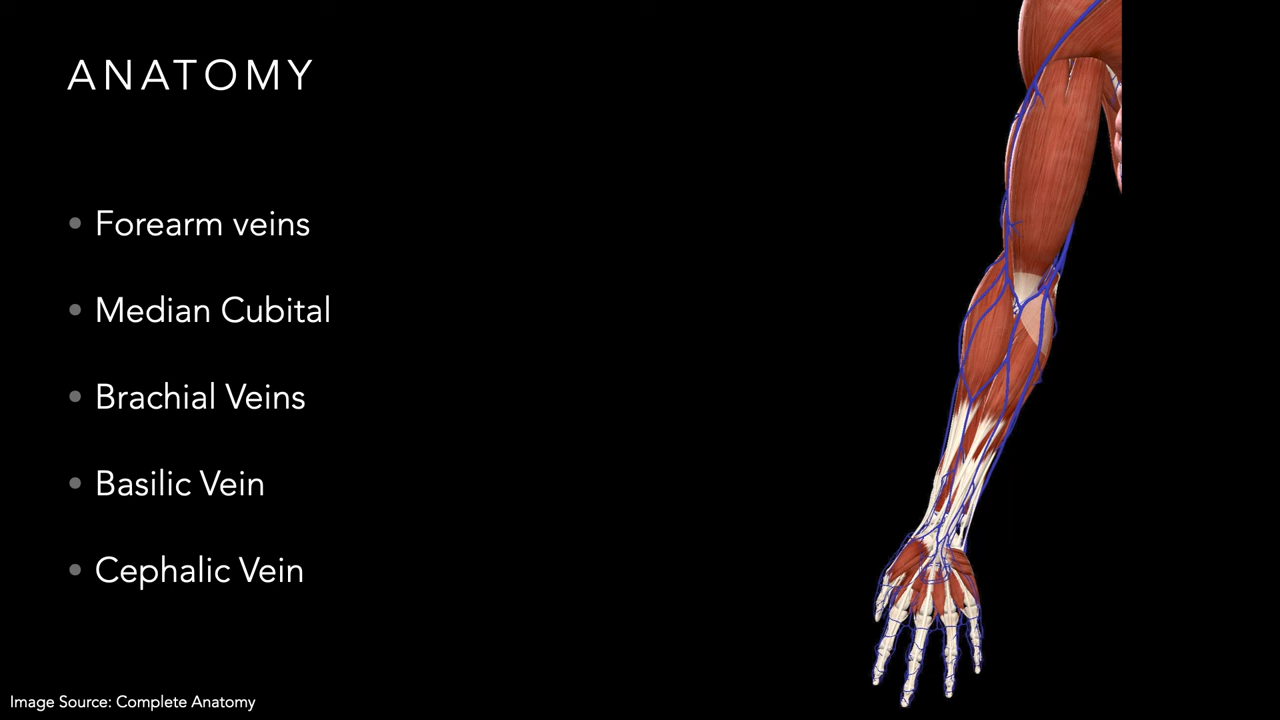 ANATOMY
• Forearm veins
• Median Cubital
• Brachial Veins
• Basilic Vein
• Cephalic Vein
Image Source: Complete Anatomy